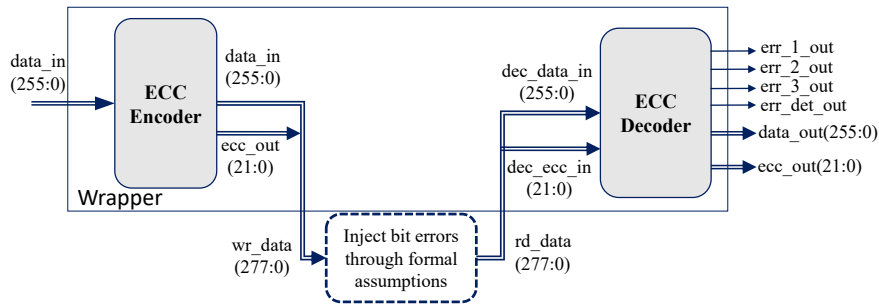 data_in
(255:0)
ECC
Encoder
data_in
(255:0)
ecc_out
(21:0)
Wrapper
wr_data
(277:0)
Inject bit errors
through formal
assumptions
rd_data
(277:0)
dec_data_in
(255:0)
dec_ecc_in
(21:0)
ECC
Decoder
err_1_out
err_2_out
err_3_out
err_det_out
data_out(255:0)
ecc_out(21:0)